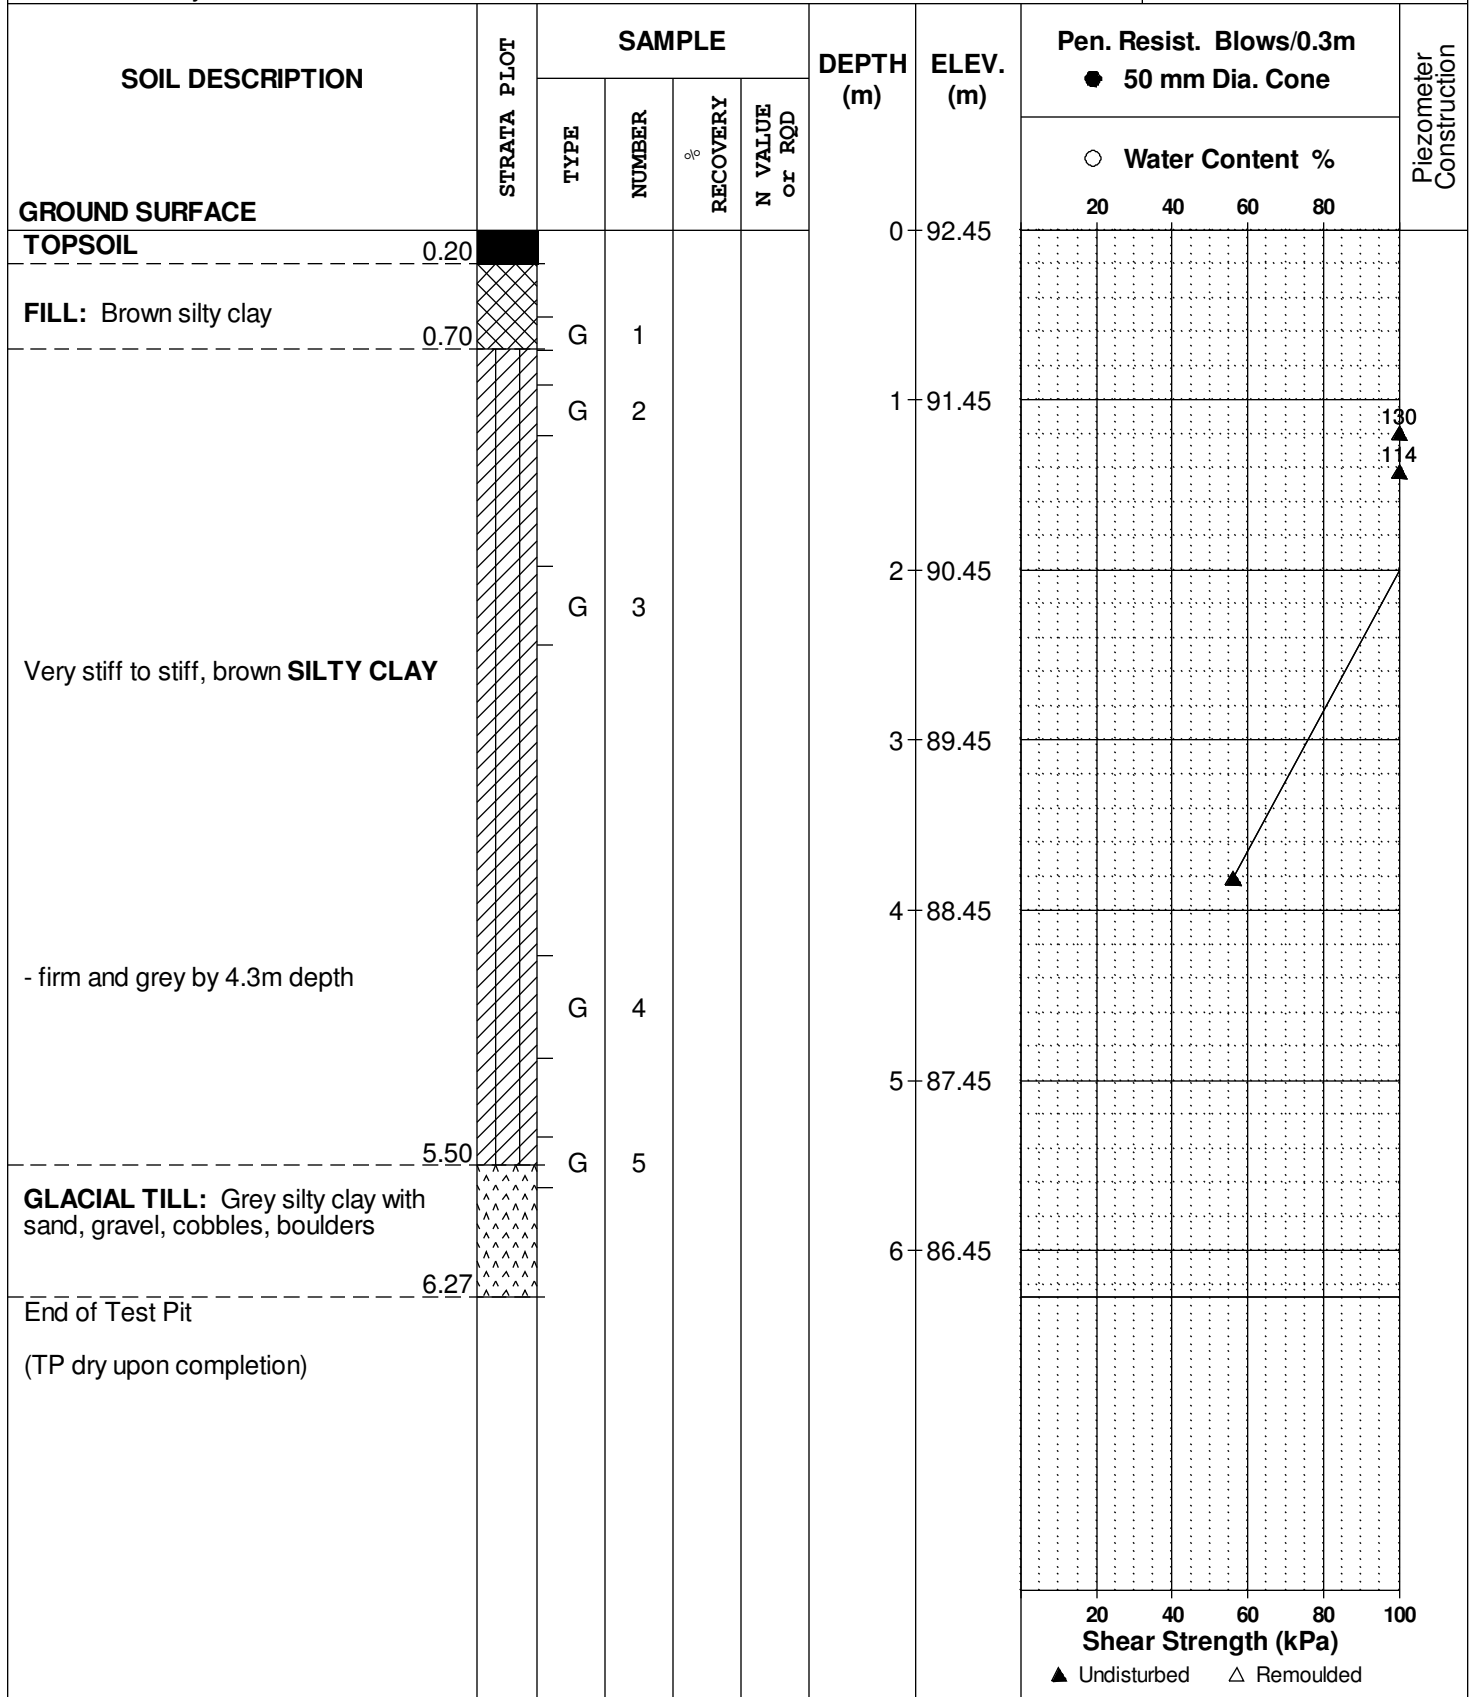 SOIL DESCRIPTION
GROUND SURFACE
STRATA PLOT
SAMPLE
TYPE
NUMBER
%
RECOVERY
N VALUE
or RQD
DEPTH
(m)
ELEV.
(m)
Pen. Resist. Blows/0.3m
● 50 mm Dia. Cone
○ Water Content %
20 40 60 80
Piezometer
Construction
0 92.45
TOPSOIL
0.20
FILL: Brown silty clay
0.70
G 1
1 91.45
G 2
130
114
2 90.45
G 3
Very stiff to stiff, brown SILTY CLAY
3 89.45
4 88.45
- firm and grey by 4.3m depth
G 4
5 87.45
5.50
G 5
GLACIAL TILL: Grey silty clay with
sand, gravel, cobbles, boulders
6 86.45
6.27
End of Test Pit
(TP dry upon completion)
20 40 60 80 100
Shear Strength (kPa)
▲ Undisturbed △ Remoulded